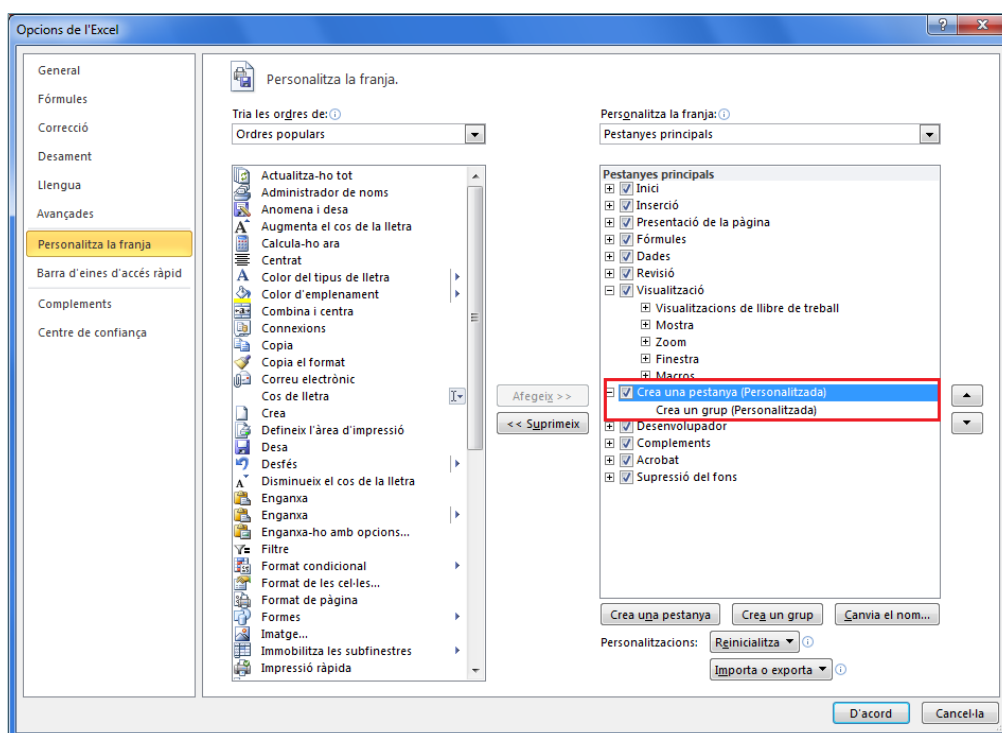 Opcions de l'Excel
General
Fórmules
Correcció
Desament
Llengua
Avançades
Personalitza la franja
Barra d'eines d'accés ràpid
Complements
Centre de confiança
Personalitza la franja.
Tria les ordres de:
Ordres populars
Actualitza-ho tot
Administrador de noms
Anomena i desa
Augmenta el cos de la lletra
Calcula-ho ara
Centrat
Color del tipus de lletra
Color d'emplenament
Combina i centra
Connexions
Copia
Copia el format
Correu electrònic
Cos de lletra
Crea
Defineix l'àrea d'impressió
Desa
Desfés
Disminueix el cos de la lletra
Enganxa
Enganxa
Enganxa-ho amb opcions...
Filtre
Format condicional
Format de les cel·les...
Format de pàgina
Formes
Imatge...
Immobilitza les subfinestres
Impressió ràpida
Afegeix >>
<< Suprimeix
Personalitza la franja:
Pestanyes principals
Pestanyes principals
Inici
Inserció
Presentació de la pàgina
Fórmules
Dades
Revisió
Visualització
Visualitzacions de llibre de treball
Mostra
Zoom
Finestra
Macros
Crea una pestanya (Personalitzada)
Crea un grup (Personalitzada)
Desenvolupador
Complements
Acrobat
Supressió del fons
Crea una pestanya
Crea un grup
Canvia el nom...
Personalitzacions:
Reinicialitza
Importa o exporta
D'acord
Cancel·la